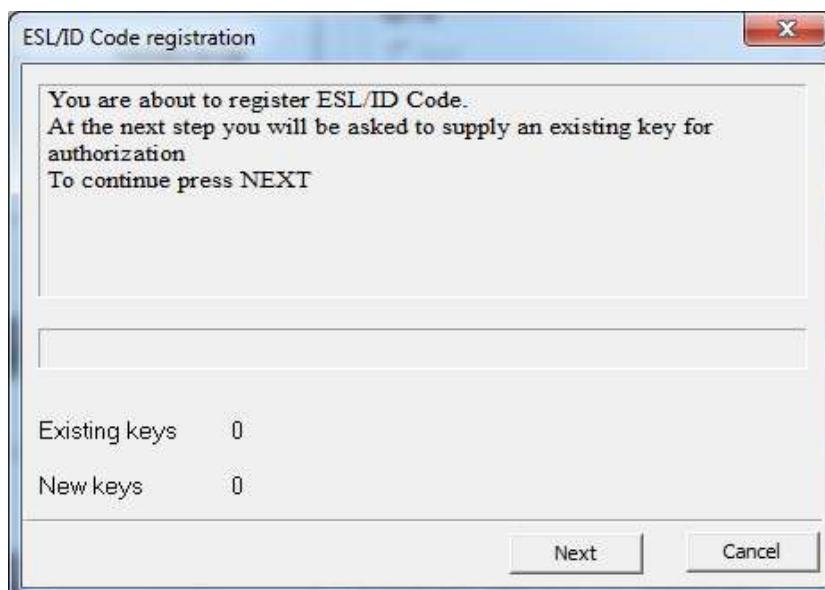 ESL/ID Code registration
You are about to register ESL/ID Code.
At the next step you will be asked to supply an existing key for
authorization
To continue press NEXT
Existing keys 0
New keys 0
Next Cancel